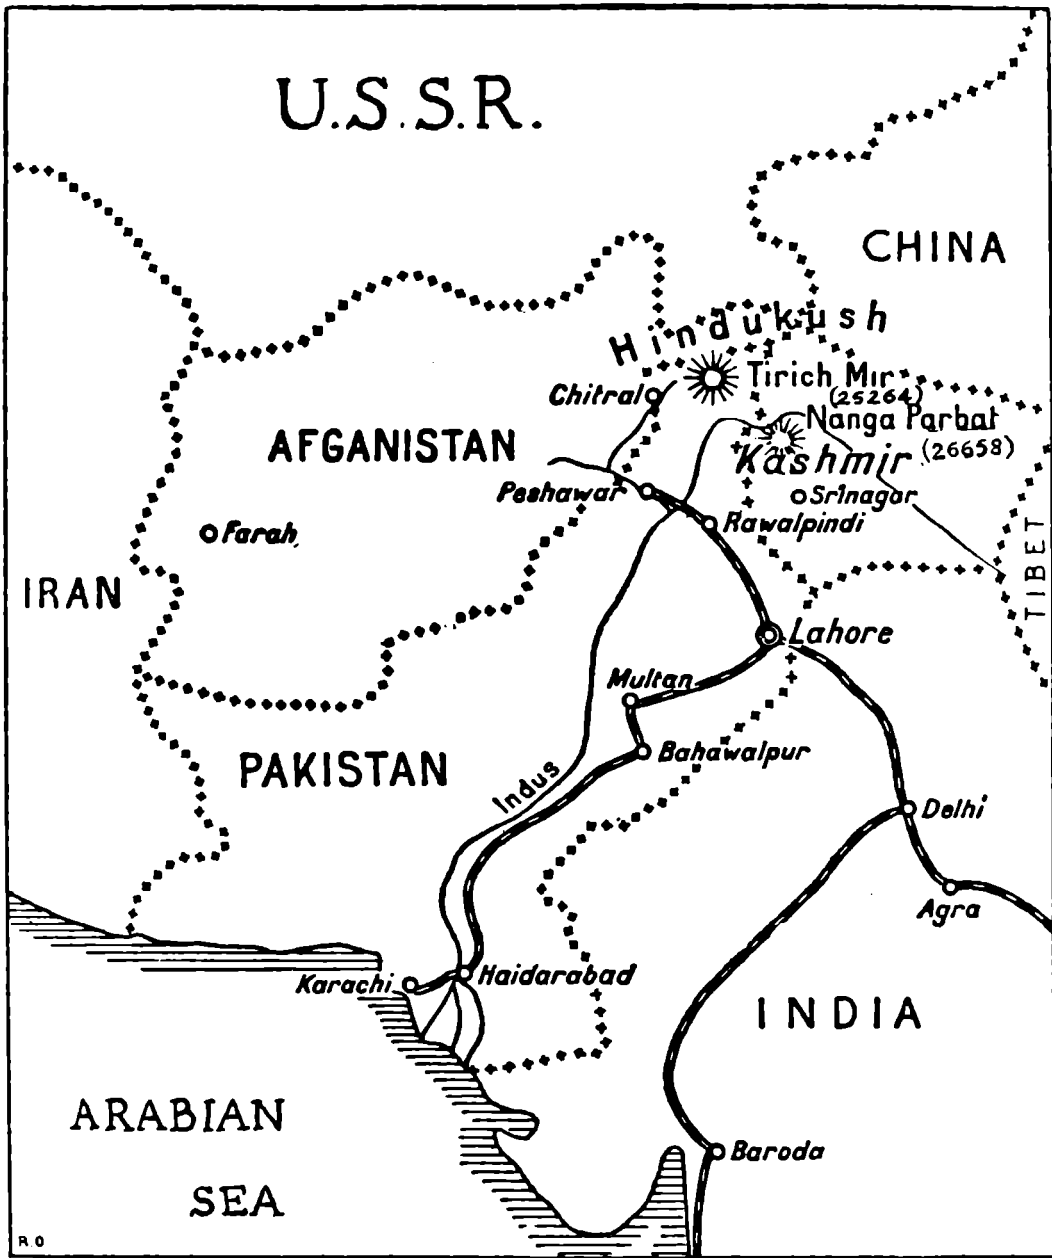 U.S.S.R.
CHINA
Hindukush
Tirich Mir
(25264)
Chitral
Nanga Parbat
(26658)
AFGANISTAN
Kashmir
Peshawar
Srinagar
Rawalpindi
Farah
TIBET
IRAN
Lahore
Multan
Bahawalpur
PAKISTAN
Indus
Delhi
Agra
Haidarabad
Karachi
INDIA
ARABIAN
SEA
Baroda
R.O